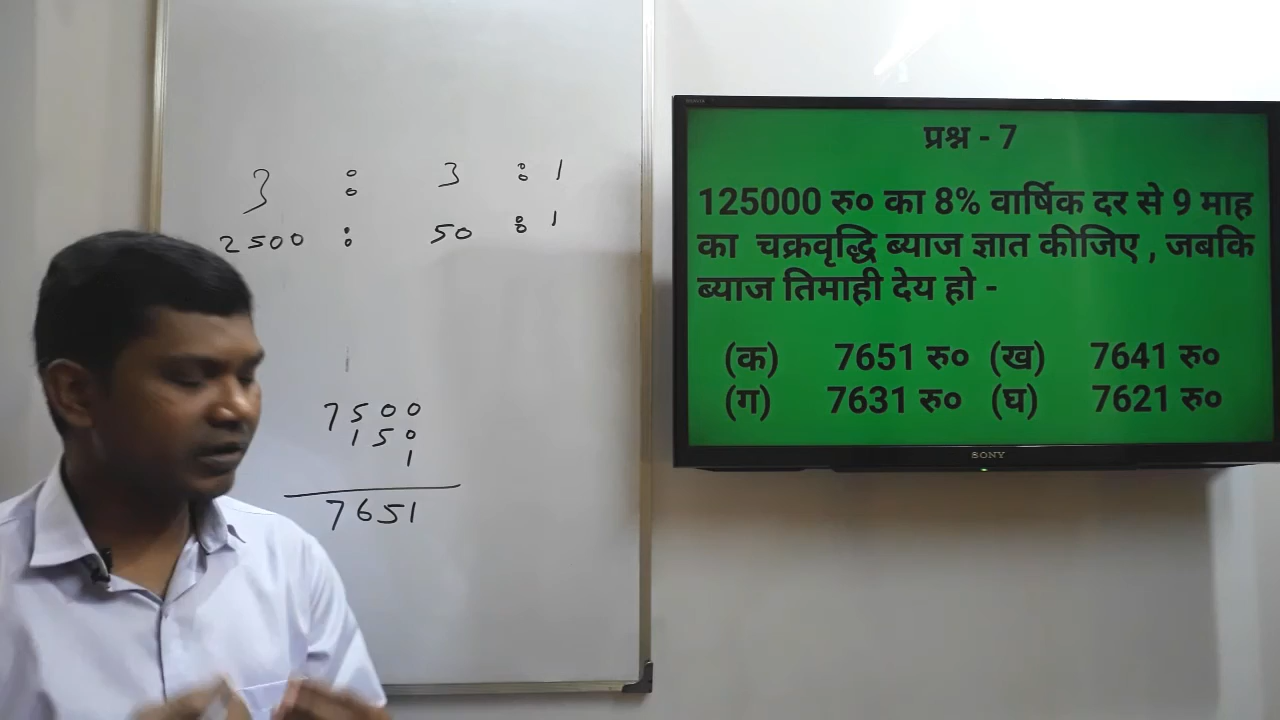 3 : 3 : 1
2500 : 50 : 1
7500
150
1
7651
प्रश्न - 7
125000 रु० का 8% वार्षिक दर से 9 माह
का चक्रवृद्धि ब्याज ज्ञात कीजिए , जबकि
ब्याज तिमाही देय हो -
(क) 7651 रु० (ख) 7641 रु०
(ग) 7631 रु० (घ) 7621 रु०
SONY